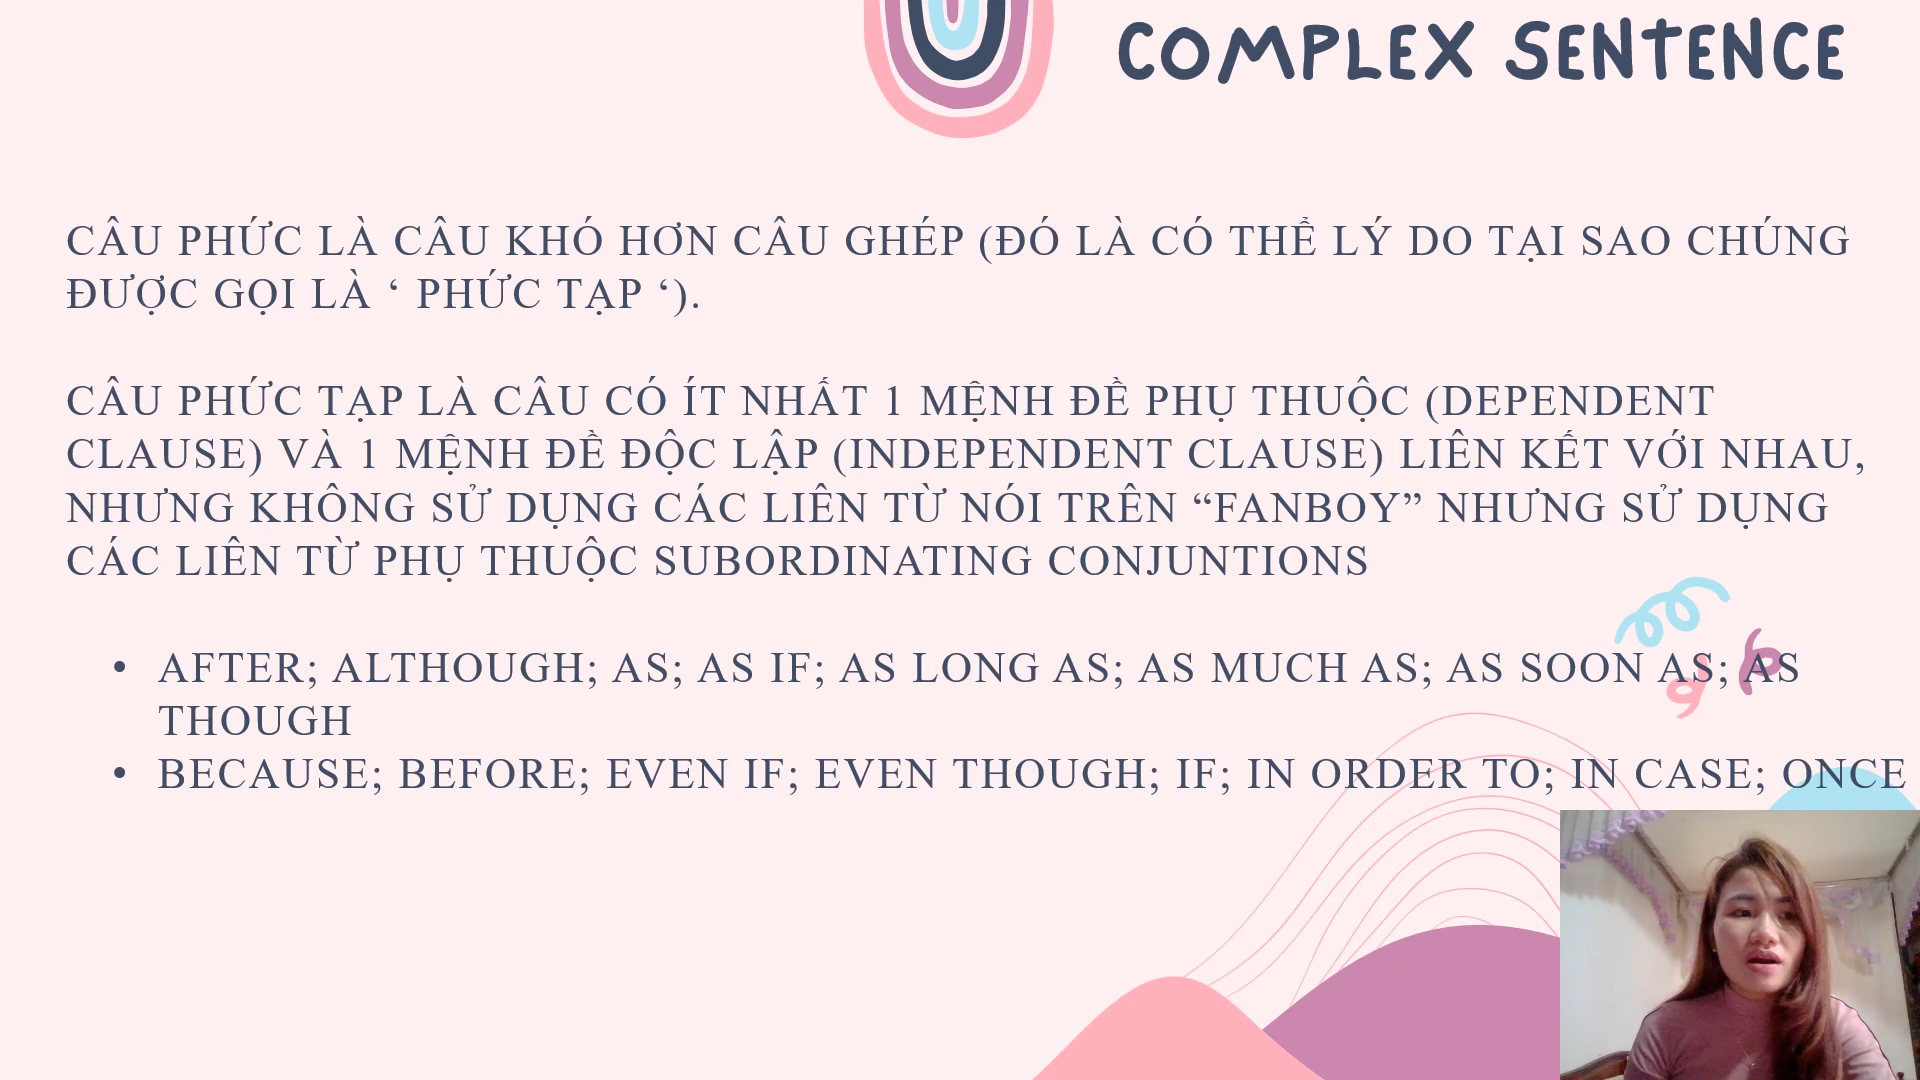 COMPLEX SENTENCE
CÂU PHỨC LÀ CÂU KHÓ HƠN CÂU GHÉP (ĐÓ LÀ CÓ THỂ LÝ DO TẠI SAO CHÚNG
ĐƯỢC GỌI LÀ ‘ PHỨC TẠP ‘).
CÂU PHỨC TẠP LÀ CÂU CÓ ÍT NHẤT 1 MỆNH ĐỀ PHỤ THUỘC (DEPENDENT
CLAUSE) VÀ 1 MỆNH ĐỀ ĐỘC LẬP (INDEPENDENT CLAUSE) LIÊN KẾT VỚI NHAU,
NHƯNG KHÔNG SỬ DỤNG CÁC LIÊN TỪ NÓI TRÊN “FANBOY” NHƯNG SỬ DỤNG
CÁC LIÊN TỪ PHỤ THUỘC SUBORDINATING CONJUNTIONS
• AFTER; ALTHOUGH; AS; AS IF; AS LONG AS; AS MUCH AS; AS SOON AS; AS
THOUGH
• BECAUSE; BEFORE; EVEN IF; EVEN THOUGH; IF; IN ORDER TO; IN CASE; ONCE